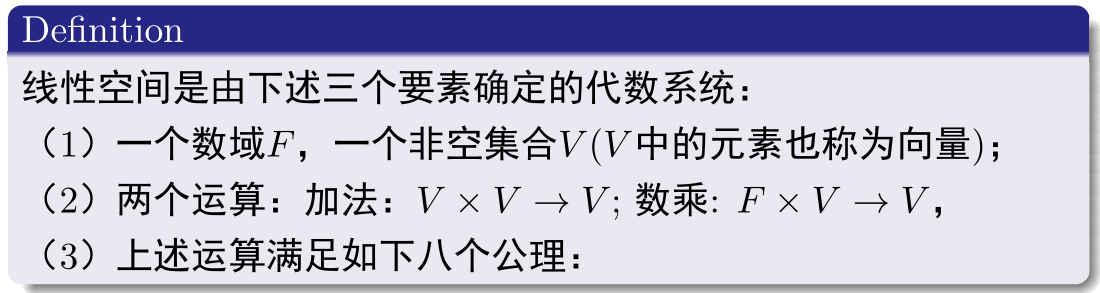 Definition
线性空间是由下述三个要素确定的代数系统：
（1）一个数域F，一个非空集合V(V中的元素也称为向量)；
（2）两个运算：加法：V × V → V; 数乘: F × V → V，
（3）上述运算满足如下八个公理：